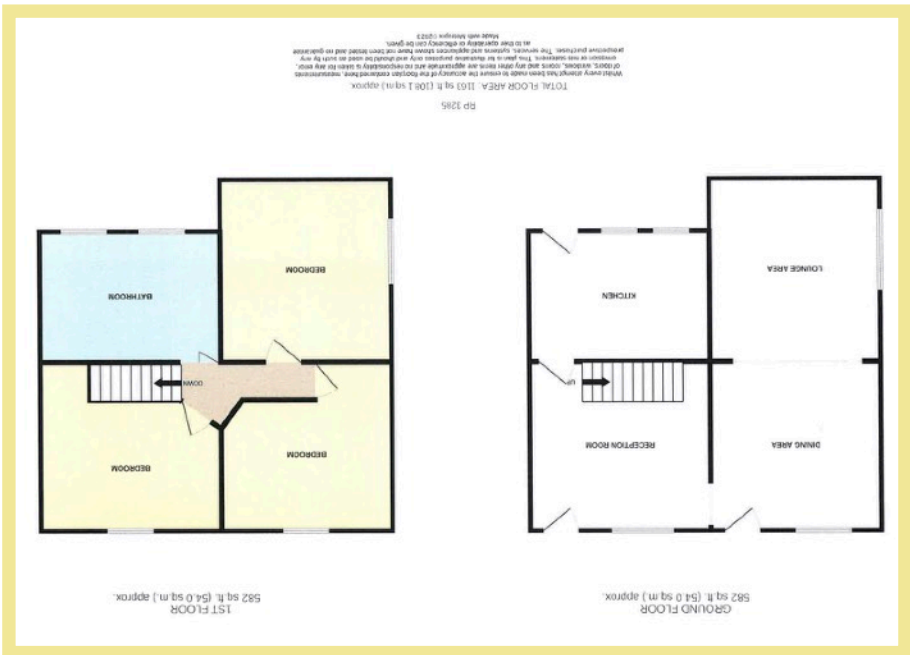 GROUND FLOOR
582 sq.ft. (54.0 sq.m.) approx.
DINING AREA
RECEPTION ROOM
UP
LOUNGE AREA
KITCHEN
1ST FLOOR
582 sq.ft. (54.0 sq.m.) approx.
BEDROOM
BEDROOM
DOWN
BEDROOM
BATHROOM
RP 3285
TOTAL FLOOR AREA : 1163 sq.ft. (108.1 sq.m.) approx.
Whilst every attempt has been made to ensure the accuracy of the floorplan contained here, measurements
of doors, windows, rooms and any other items are approximate and no responsibility is taken for any error,
omission or mis-statement. This plan is for illustrative purposes only and should be used as such by any
prospective purchaser. The services, systems and appliances shown have not been tested and no guarantee
as to their operability or efficiency can be given.
Made with Metropix ©2023